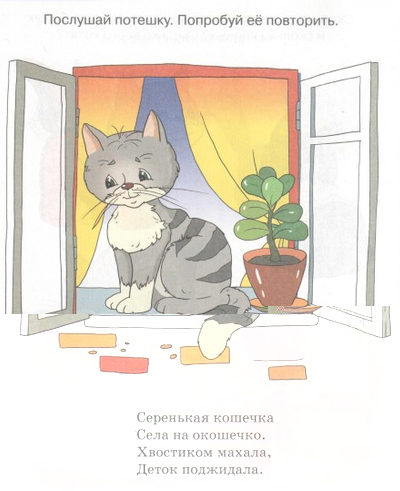 Послушай потешку. Попробуй её повторить.
Серенькая кошечка
Села на окошечко.
Хвостиком махала,
Деток поджидала.